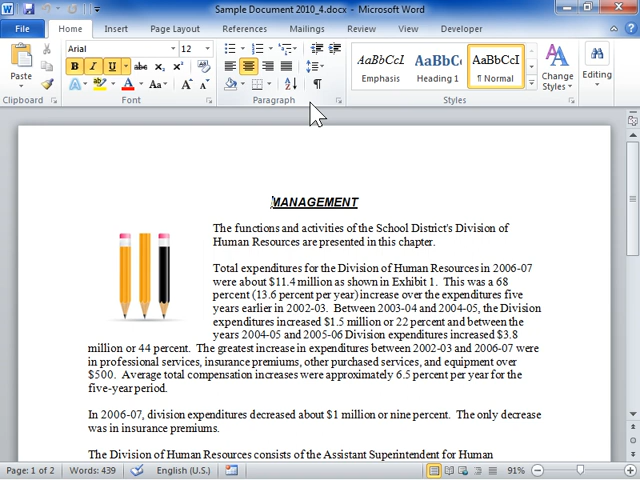 Sample Document 2010_4.docx - Microsoft Word
File Home Insert Page Layout References Mailings Review View Developer
Arial 12
Paste
B I U abc x₂ x² A
A ab A Aa A A
AaBbCcI AaBbCc AaBbCcI
Emphasis Heading 1 ¶ Normal
Change Styles
Editing
Clipboard Font Paragraph Styles
MANAGEMENT
The functions and activities of the School District's Division of
Human Resources are presented in this chapter.
Total expenditures for the Division of Human Resources in 2006-07
were about $11.4 million as shown in Exhibit 1. This was a 68
percent (13.6 percent per year) increase over the expenditures five
years earlier in 2002-03. Between 2003-04 and 2004-05, the Division
expenditures increased $1.5 million or 22 percent and between the
years 2004-05 and 2005-06 Division expenditures increased $3.8
million or 44 percent. The greatest increase in expenditures between 2002-03 and 2006-07 were
in professional services, insurance premiums, other purchased services, and equipment over
$500. Average total compensation increases were approximately 6.5 percent per year for the
five-year period.
In 2006-07, division expenditures decreased about $1 million or nine percent. The only decrease
was in insurance premiums.
The Division of Human Resources consists of the Assistant Superintendent for Human
Page: 1 of 2 Words: 439 English (U.S.) 91%